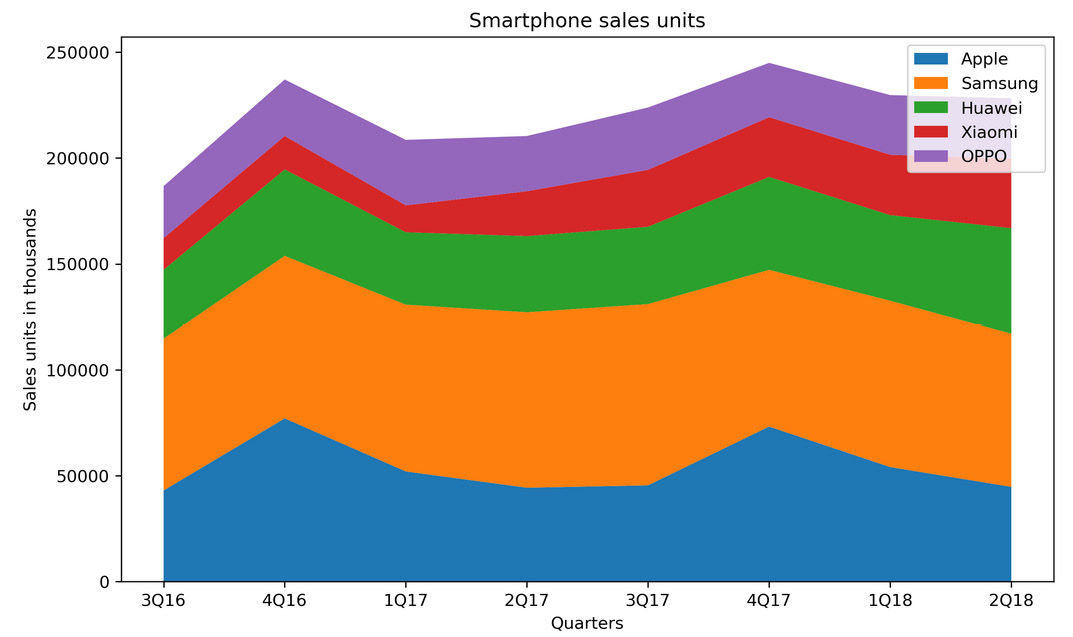 Smartphone sales units
250000
200000
150000
100000
50000
0
Sales units in thousands
Apple
Samsung
Huawei
Xiaomi
OPPO
3Q16 4Q16 1Q17 2Q17 3Q17 4Q17 1Q18 2Q18
Quarters